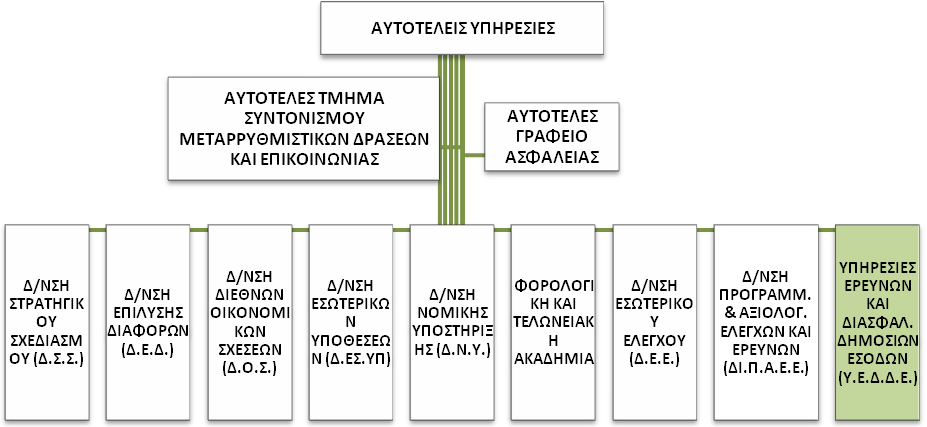 ΑΥΤΟΤΕΛΕΙΣ ΥΠΗΡΕΣΙΕΣ
ΑΥΤΟΤΕΛΕΣ ΤΜΗΜΑ
ΣΥΝΤΟΝΙΣΜΟΥ
ΜΕΤΑΡΡΥΘΜΙΣΤΙΚΩΝ ΔΡΑΣΕΩΝ
ΚΑΙ ΕΠΙΚΟΙΝΩΝΙΑΣ
ΑΥΤΟΤΕΛΕΣ
ΓΡΑΦΕΙΟ
ΑΣΦΑΛΕΙΑΣ
Δ/ΝΣΗ
ΣΤΡΑΤΗΓΙΚ
ΟΥ
ΣΧΕΔΙΑΣΜ
ΟΥ (Δ.Σ.Σ.)
Δ/ΝΣΗ
ΕΠΙΛΥΣΗΣ
ΔΙΑΦΟΡΩΝ
(Δ.Ε.Δ.)
Δ/ΝΣΗ
ΔΙΕΘΝΩΝ
ΟΙΚΟΝΟΜΙ
ΚΩΝ
ΣΧΕΣΕΩΝ
(Δ.Ο.Σ.)
Δ/ΝΣΗ
ΕΣΩΤΕΡΙΚΩ
Ν
ΥΠΟΘΕΣΕΩ
Ν (Δ.ΕΣ.ΥΠ)
Δ/ΝΣΗ
ΝΟΜΙΚΗΣ
ΥΠΟΣΤΗΡΙΞ
ΗΣ (Δ.Ν.Υ.)
ΦΟΡΟΛΟΓΙ
ΚΗ ΚΑΙ
ΤΕΛΩΝΕΙΑΚ
Η
ΑΚΑΔΗΜΙΑ
Δ/ΝΣΗ
ΕΣΩΤΕΡΙΚΟ
Υ
ΕΛΕΓΧΟΥ
(Δ.Ε.Ε.)
Δ/ΝΣΗ
ΠΡΟΓΡΑΜΜ.
& ΑΞΙΟΛΟΓ.
ΕΛΕΓΧΩΝ ΚΑΙ
ΕΡΕΥΝΩΝ
(ΔΙ.Π.Α.Ε.Ε.)
ΥΠΗΡΕΣΙΕΣ
ΕΡΕΥΝΩΝ
ΚΑΙ
ΔΙΑΣΦΑΛ.
ΔΗΜΟΣΙΩΝ
ΕΣΟΔΩΝ
(Υ.Ε.Δ.Δ.Ε.)